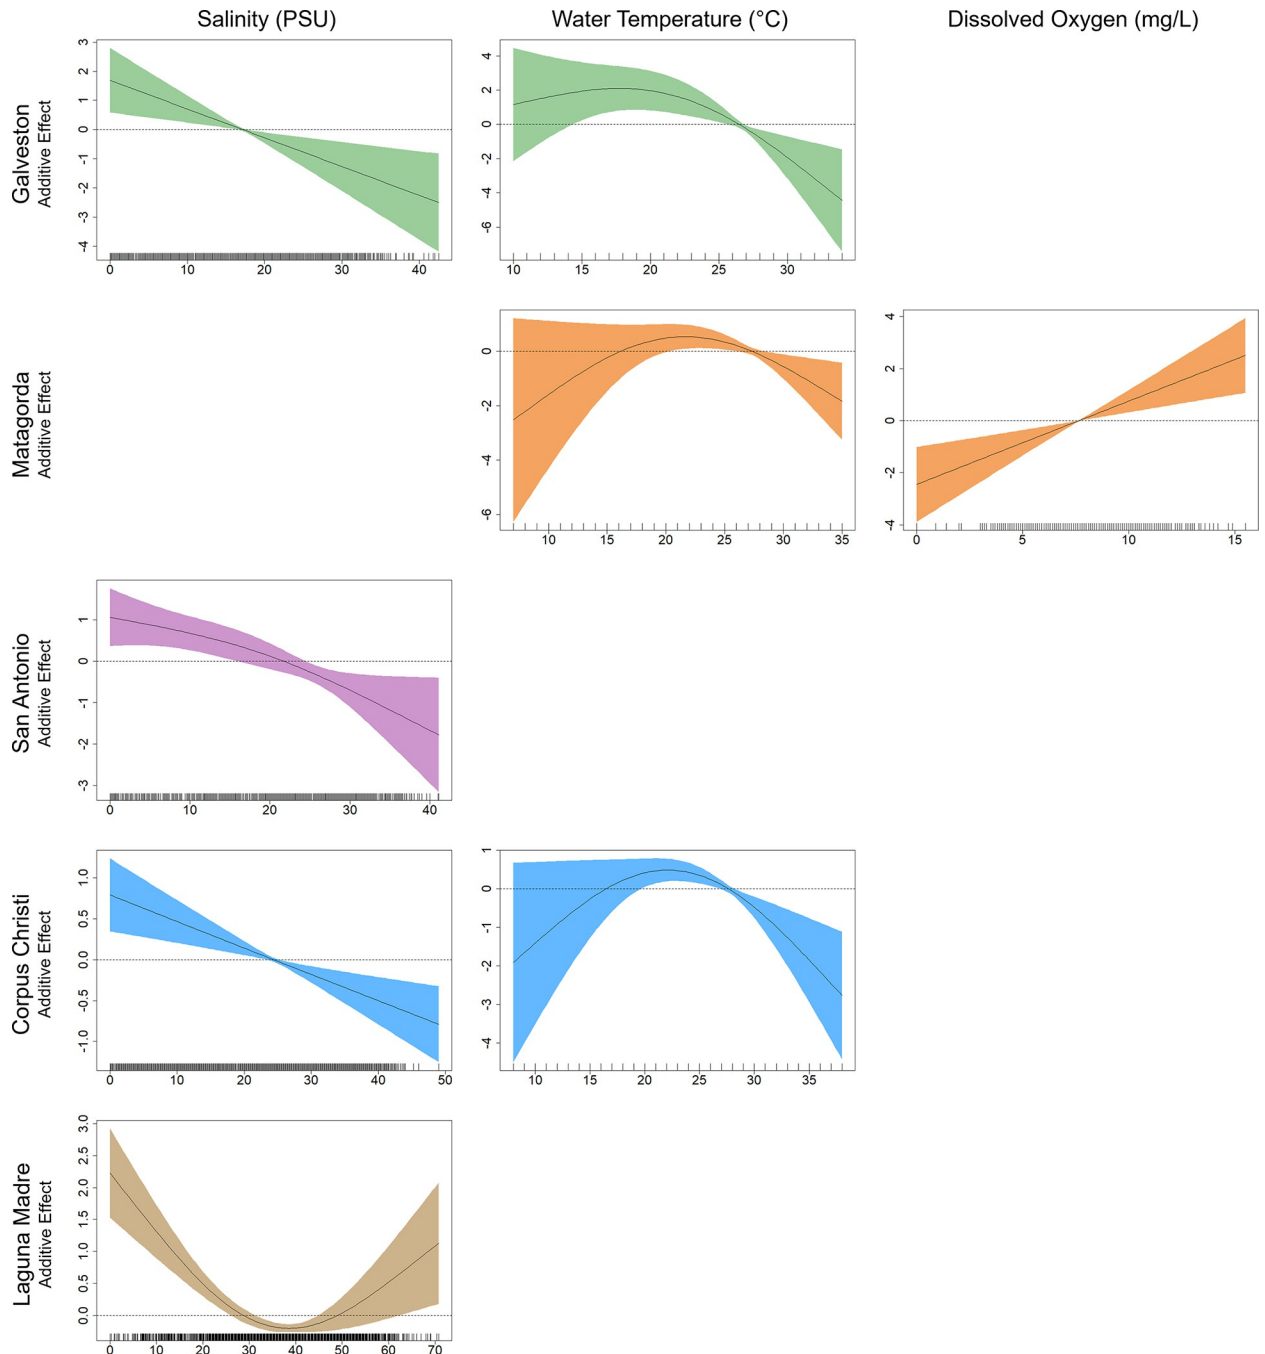 Salinity (PSU)
Water Temperature (°C)
Dissolved Oxygen (mg/L)
Galveston
Additive Effect
3
2
1
0
-1
-2
-3
-4
0 10 20 30 40
4
2
0
-2
-4
-6
10 15 20 25 30
Matagorda
Additive Effect
0
-2
-4
-6
10 15 20 25 30 35
4
2
0
-2
-4
0 5 10 15
San Antonio
Additive Effect
1
0
-1
-2
-3
0 10 20 30 40
Corpus Christi
Additive Effect
1.0
0.5
0.0
-0.5
-1.0
0 10 20 30 40 50
1
0
-1
-2
-3
-4
10 15 20 25 30 35
Laguna Madre
Additive Effect
3.0
2.5
2.0
1.5
1.0
0.5
0.0
0 10 20 30 40 50 60 70